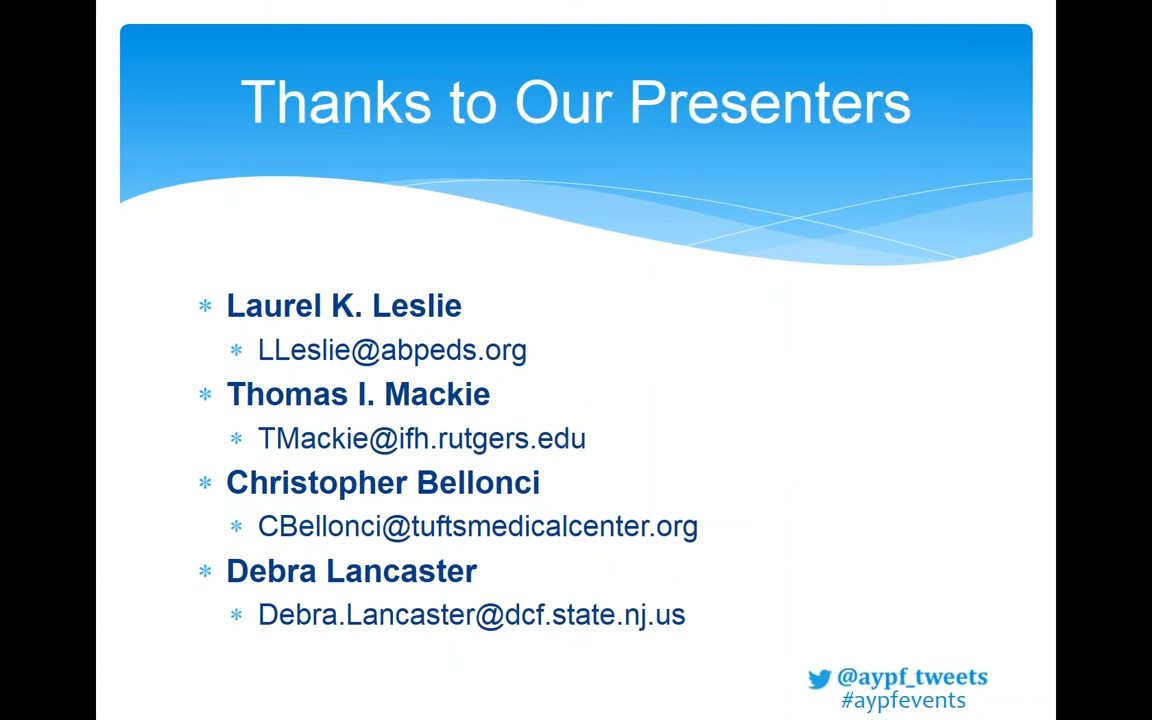 Thanks to Our Presenters
Laurel K. Leslie
LLeslie@abpeds.org
Thomas I. Mackie
TMackie@ifh.rutgers.edu
Christopher Bellonci
CBellonci@tuftsmedicalcenter.org
Debra Lancaster
Debra.Lancaster@dcf.state.nj.us
@aypf_tweets
#aypfevents